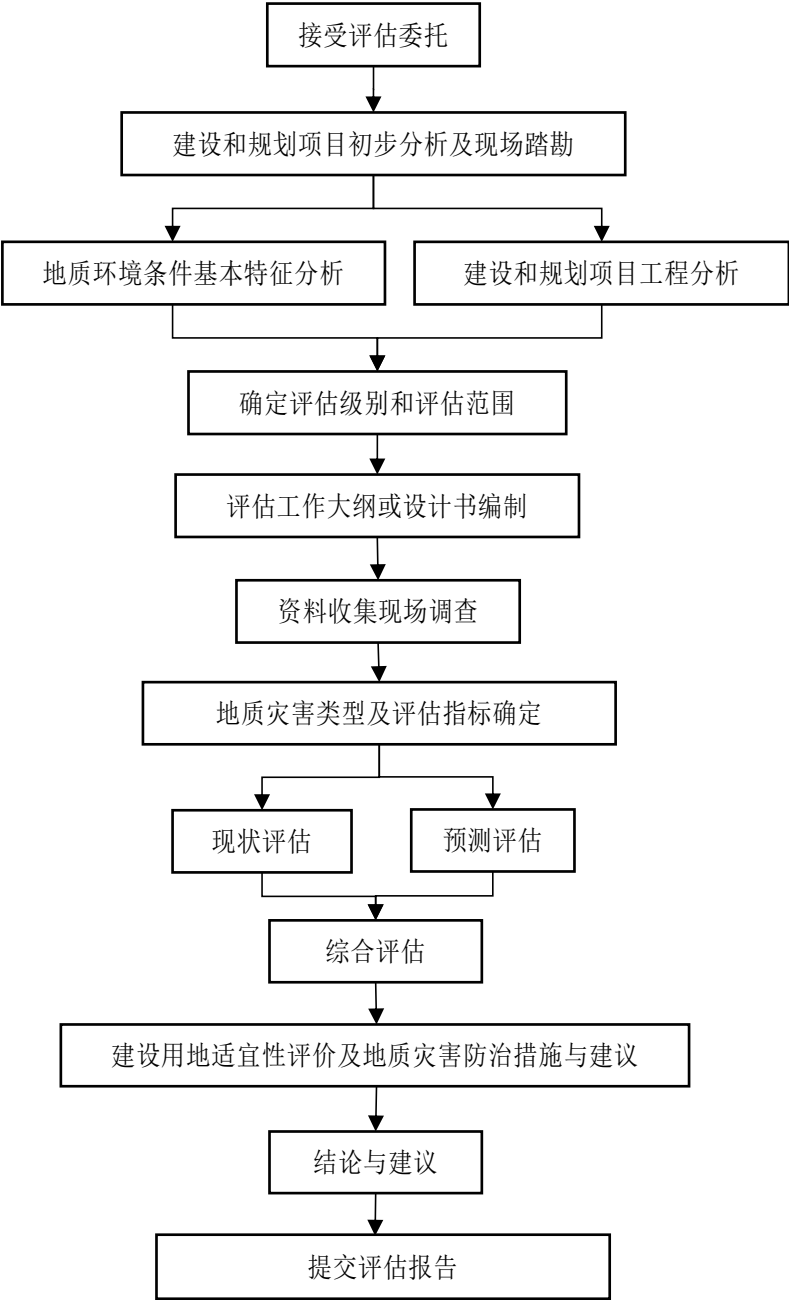 接受评估委托
建设和规划项目初步分析及现场踏勘
地质环境条件基本特征分析
建设和规划项目工程分析
确定评估级别和评估范围
评估工作大纲或设计书编制
资料收集现场调查
地质灾害类型及评估指标确定
现状评估
预测评估
综合评估
建设用地适宜性评价及地质灾害防治措施与建议
结论与建议
提交评估报告